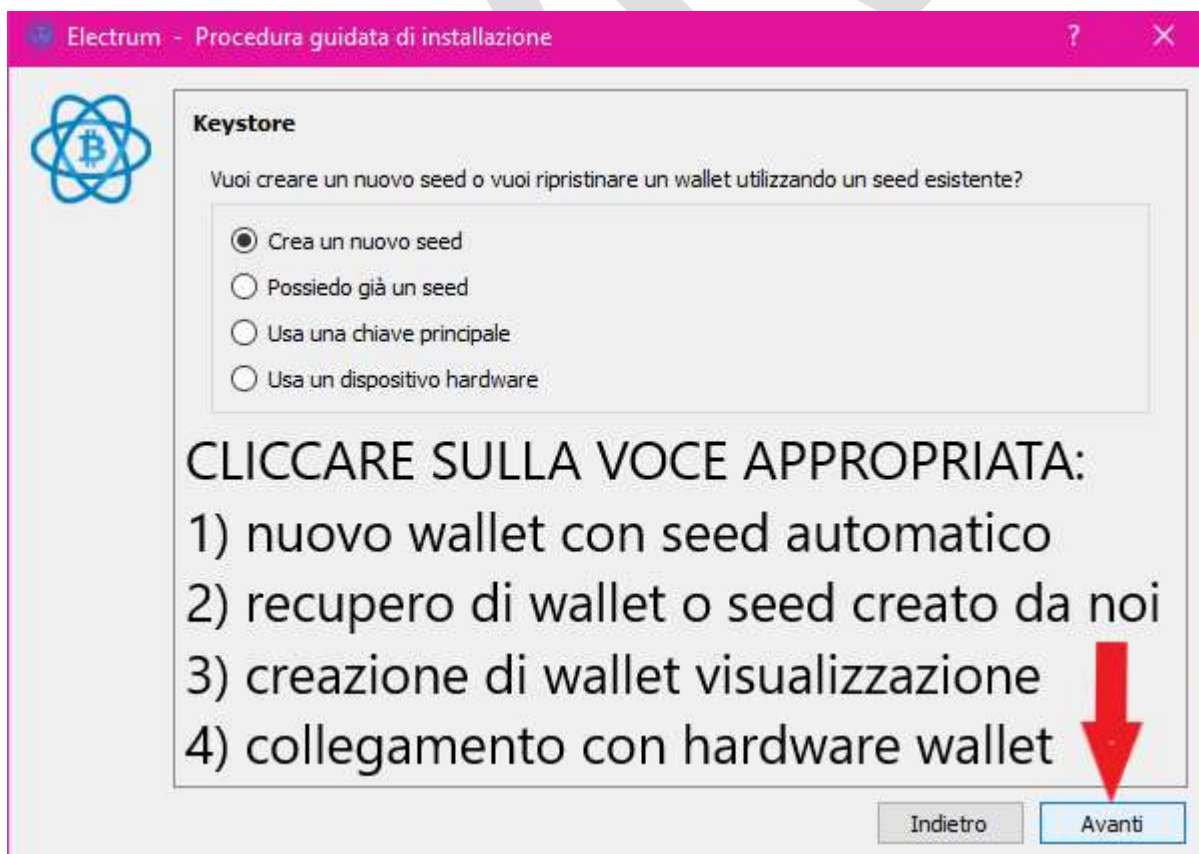 Electrum - Procedura guidata di installazione ? ×
Keystore
Vuoi creare un nuovo seed o vuoi ripristinare un wallet utilizzando un seed esistente?
Crea un nuovo seed
Possiedo già un seed
Usa una chiave principale
Usa un dispositivo hardware
CLICCARE SULLA VOCE APPROPRIATA:
1) nuovo wallet con seed automatico
2) recupero di wallet o seed creato da noi
3) creazione di wallet visualizzazione
4) collegamento con hardware wallet
Indietro Avanti